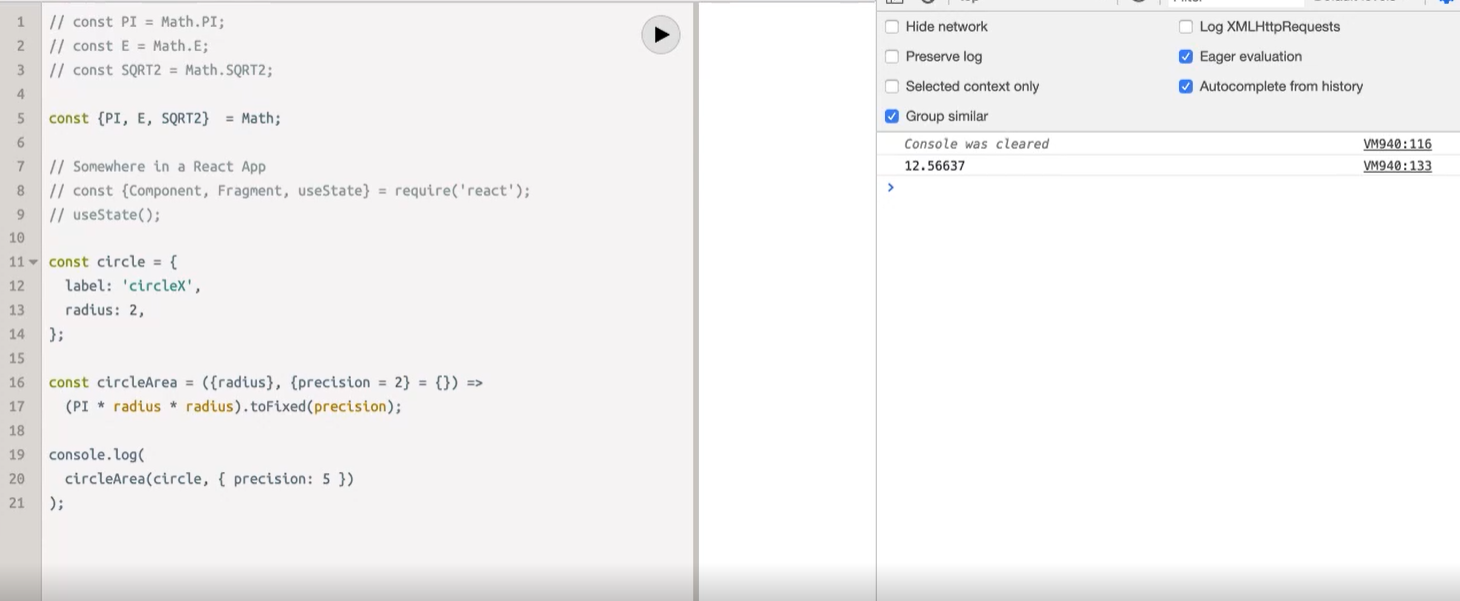 1 // const PI = Math.PI;
2 // const E = Math.E;
3 // const SQRT2 = Math.SQRT2;
4
5 const {PI, E, SQRT2}  = Math;
6
7 // Somewhere in a React App
8 // const {Component, Fragment, useState} = require('react');
9 // useState();
10
11 const circle = {
12   label: 'circleX',
13   radius: 2,
14 };
15
16 const circleArea = ({radius}, {precision = 2} = {}) =>
17   (PI * radius * radius).toFixed(precision);
18
19 console.log(
20   circleArea(circle, { precision: 5 })
21 );
Hide network
Log XMLHttpRequests
Preserve log
Eager evaluation
Selected context only
Autocomplete from history
Group similar
Console was cleared VM940:116
12.56637 VM940:133
>